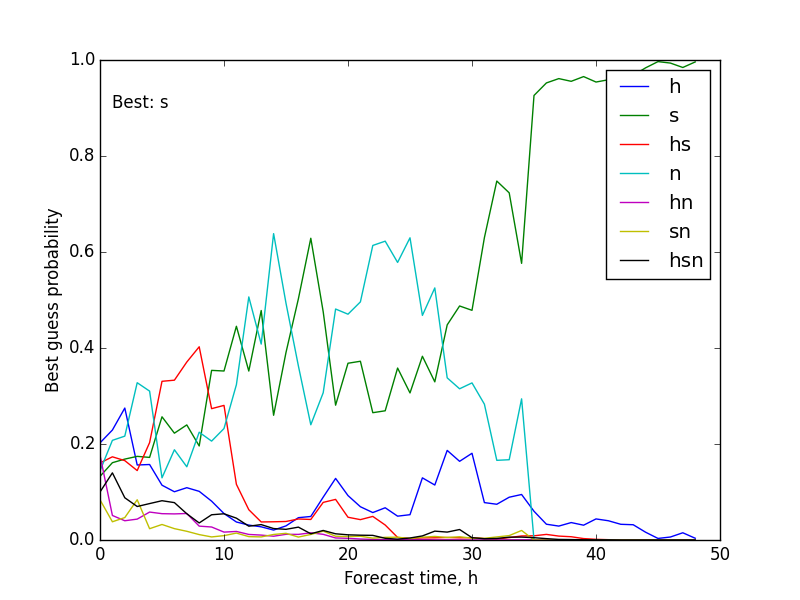 1.0
0.8
0.6
0.4
0.2
0.0
Best guess probability
Best: s
h
s
hs
n
hn
sn
hsn
0 10 20 30 40 50
Forecast time, h